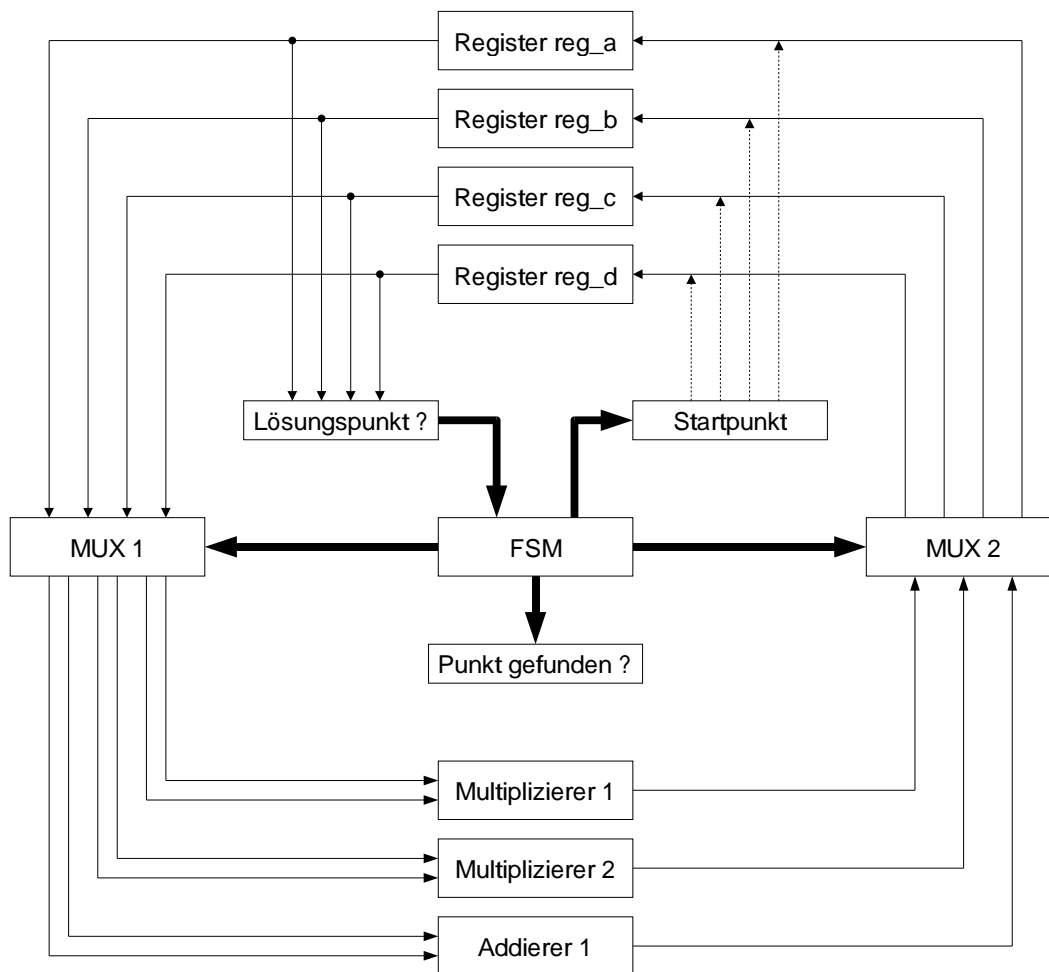 Register reg_a
Register reg_b
Register reg_c
Register reg_d
Lösungspunkt ?
Startpunkt
MUX 1
FSM
MUX 2
Punkt gefunden ?
Multiplizierer 1
Multiplizierer 2
Addierer 1